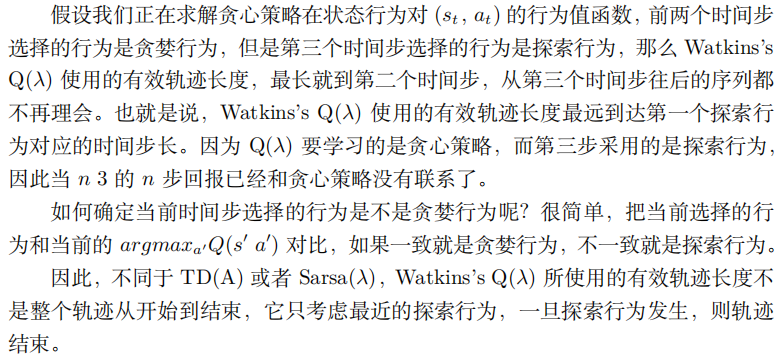 假设我们正在求解贪心策略在状态行为对 (s_t, a_t) 的行为值函数，前两个时间步
选择的行为是贪婪行为，但是第三个时间步选择的行为是探索行为，那么 Watkins's
Q(λ) 使用的有效轨迹长度，最长就到第二个时间步，从第三个时间步往后的序列都
不再理会。也就是说，Watkins's Q(λ) 使用的有效轨迹长度最远到达第一个探索行
为对应的时间步长。因为 Q(λ) 要学习的是贪心策略，而第三步采用的是探索行为，
因此当 n 3 的 n 步回报已经和贪心策略没有联系了。
如何确定当前时间步选择的行为是不是贪婪行为呢？很简单，把当前选择的行
为和当前的 argmax_{a′}Q(s′ a′) 对比，如果一致就是贪婪行为，不一致就是探索行为。
因此，不同于 TD(A) 或者 Sarsa(λ)，Watkins's Q(λ) 所使用的有效轨迹长度不
是整个轨迹从开始到结束，它只考虑最近的探索行为，一旦探索行为发生，则轨迹
结束。